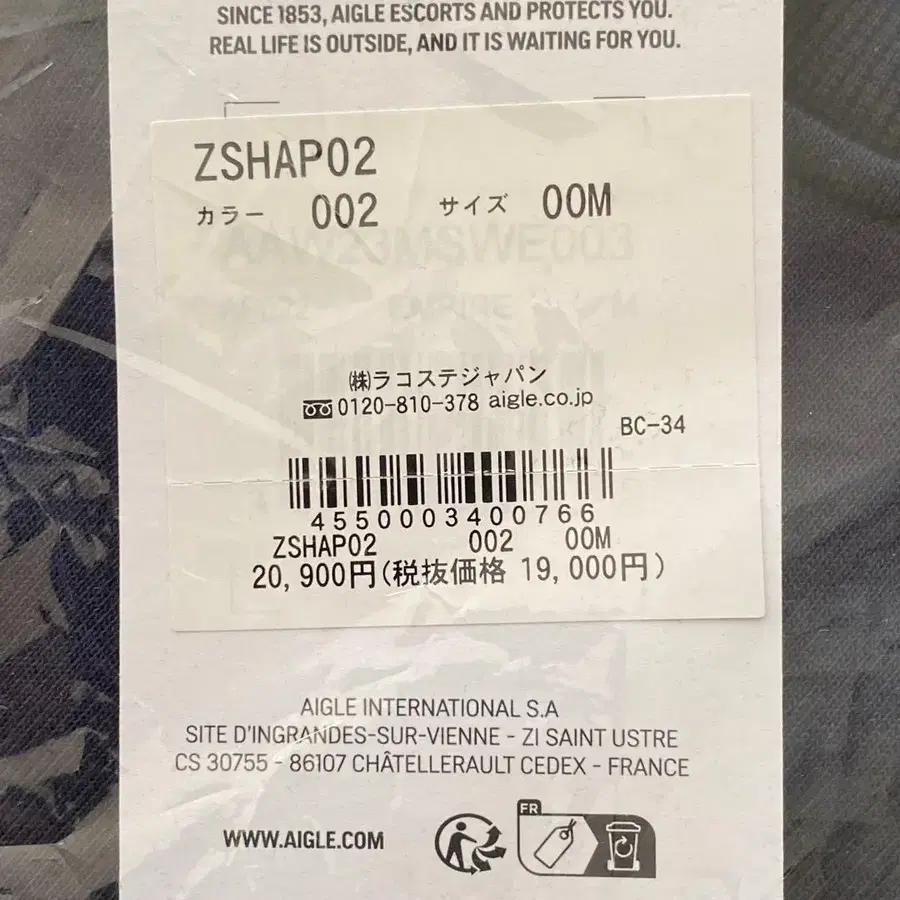 SINCE 1853, AIGLE ESCORTS AND PROTECTS YOU.
REAL LIFE IS OUTSIDE, AND IT IS WAITING FOR YOU.
ZSHAP02
カラー 002 サイズ 00M
AAW23MSWE003
㈱ラコステジャパン
0120-810-378 aigle.co.jp
BC-34
4550003400766
ZSHAP02 002 00M
20,900円(税抜価格 19,000円)
AIGLE INTERNATIONAL S.A
SITE D'INGRANDES-SUR-VIENNE - ZI SAINT USTRE
CS 30755 - 86107 CHÂTELLERAULT CEDEX - FRANCE
WWW.AIGLE.COM
FR